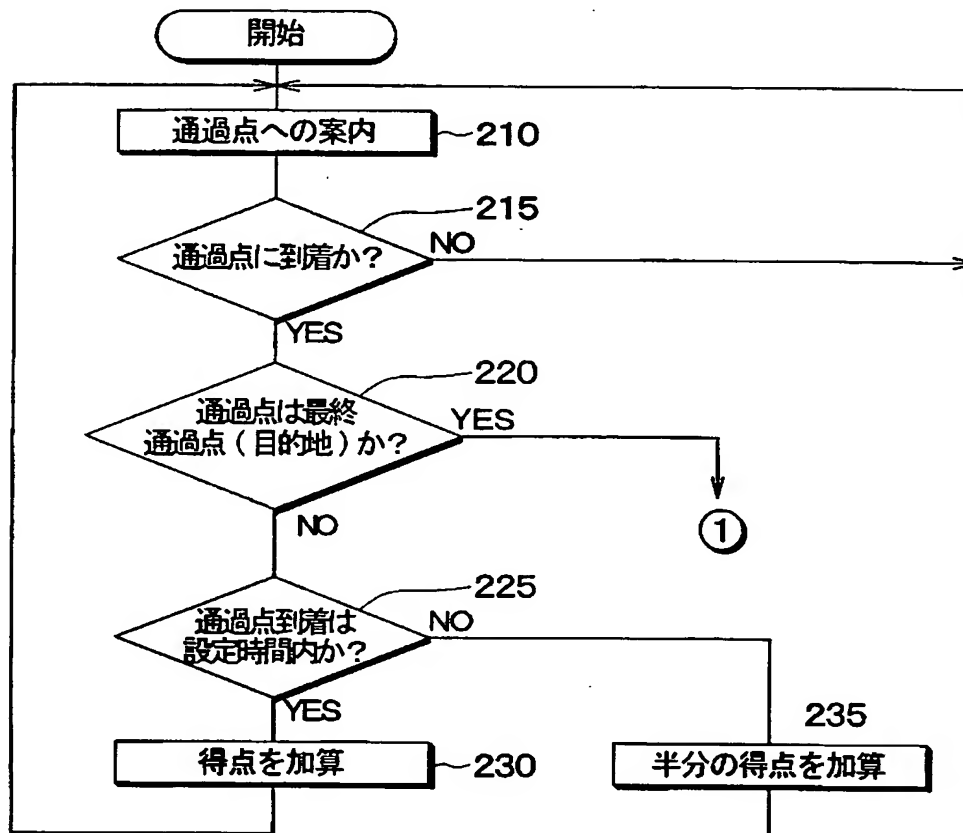 開始
通過点への案内
210
215
通過点に到着か?
NO
YES
220
通過点は最終
通過点(目的地)か?
YES
NO
①
225
通過点到着は
設定時間内か?
NO
YES
235
得点を加算
230
半分の得点を加算